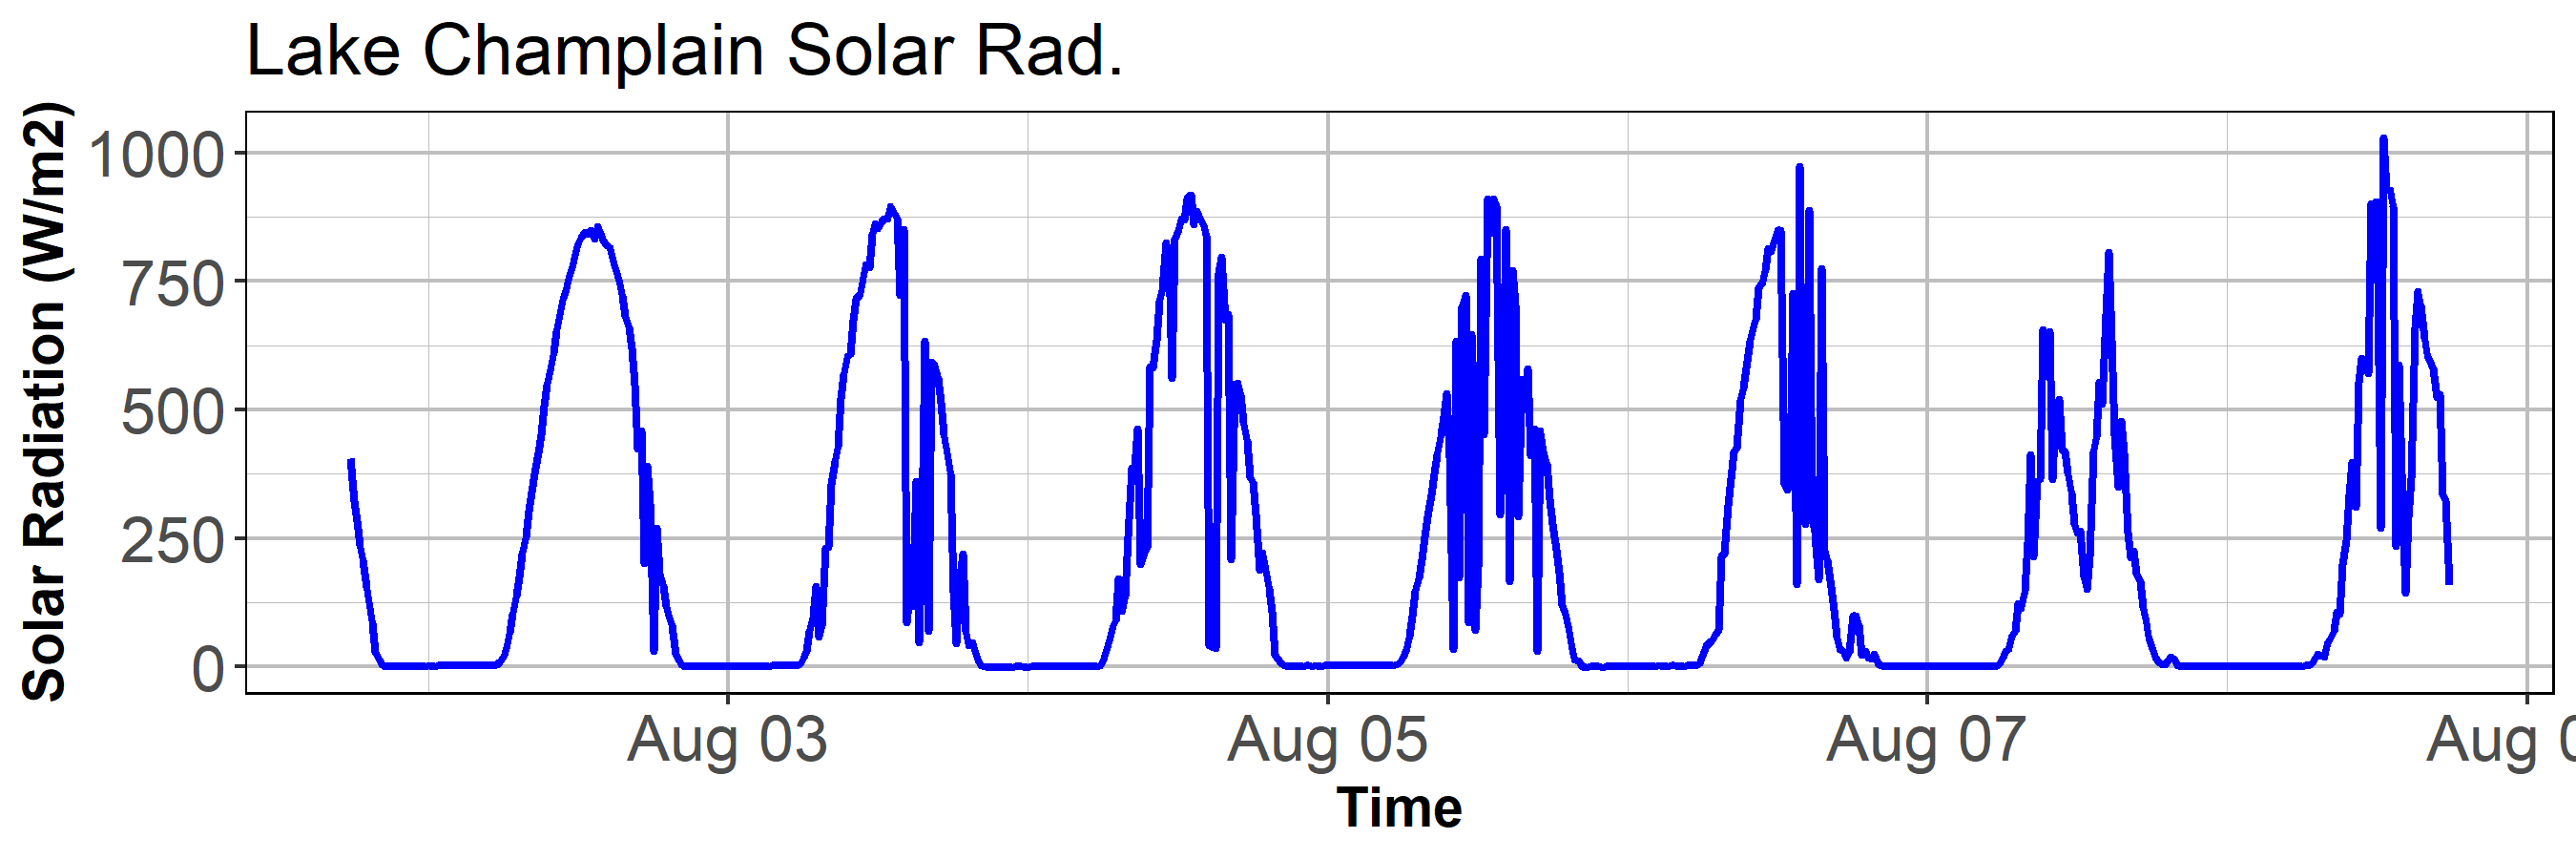 Lake Champlain Solar Rad.
Solar Radiation (W/m2)
1000
750
500
250
0
Aug 03 Aug 05 Aug 07 Aug
Time